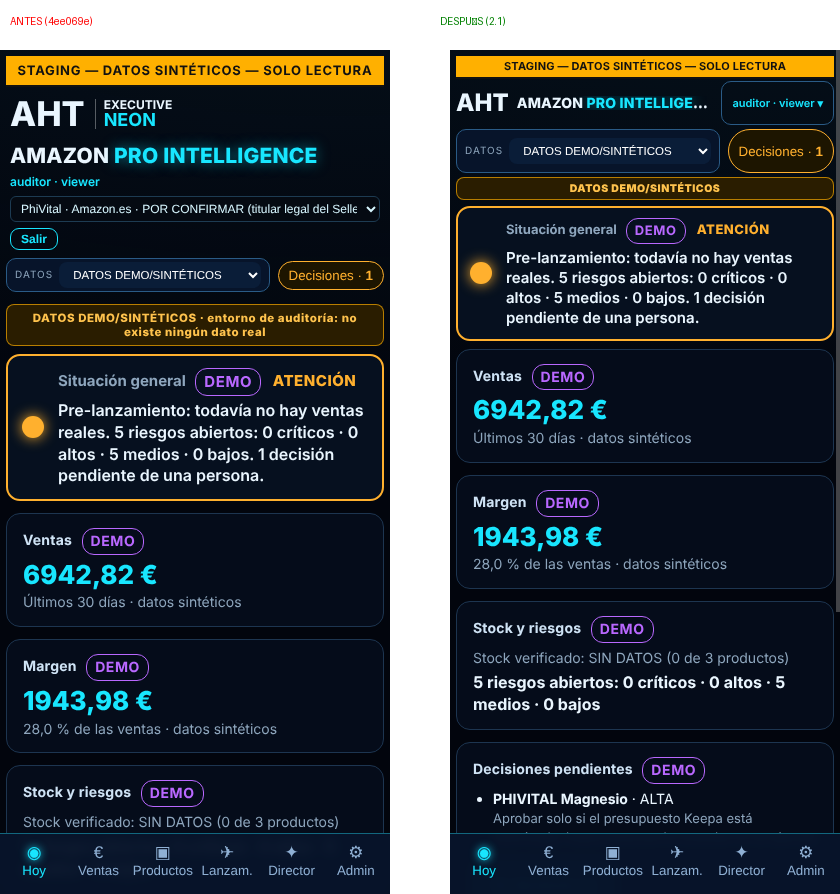 ANTES (4ee069e)
STAGING — DATOS SINTÉTICOS — SOLO LECTURA
AHT EXECUTIVE NEON
AMAZON PRO INTELLIGENCE
auditor · viewer
PhiVital · Amazon.es · POR CONFIRMAR (titular legal del Selle
Salir
DATOS DATOS DEMO/SINTÉTICOS Decisiones · 1
DATOS DEMO/SINTÉTICOS · entorno de auditoría: no
existe ningún dato real
Situación general DEMO ATENCIÓN
Pre-lanzamiento: todavía no hay ventas
reales. 5 riesgos abiertos: 0 críticos · 0
altos · 5 medios · 0 bajos. 1 decisión
pendiente de una persona.
Ventas DEMO
6942,82 €
Últimos 30 días · datos sintéticos
Margen DEMO
1943,98 €
28,0 % de las ventas · datos sintéticos
Stock y riesgos DEMO
Stock verificado: SIN DATOS (0 de 3 productos)
Hoy Ventas Productos Lanzam. Director Admin
DESPU▯S (2.1)
STAGING — DATOS SINTÉTICOS — SOLO LECTURA
AHT AMAZON PRO INTELLIGE... auditor · viewer ▾
DATOS DATOS DEMO/SINTÉTICOS Decisiones · 1
DATOS DEMO/SINTÉTICOS
Situación general DEMO ATENCIÓN
Pre-lanzamiento: todavía no hay ventas
reales. 5 riesgos abiertos: 0 críticos · 0
altos · 5 medios · 0 bajos. 1 decisión
pendiente de una persona.
Ventas DEMO
6942,82 €
Últimos 30 días · datos sintéticos
Margen DEMO
1943,98 €
28,0 % de las ventas · datos sintéticos
Stock y riesgos DEMO
Stock verificado: SIN DATOS (0 de 3 productos)
5 riesgos abiertos: 0 críticos · 0 altos · 5
medios · 0 bajos
Decisiones pendientes DEMO
• PHIVITAL Magnesio · ALTA
Aprobar solo si el presupuesto Keepa está
Hoy Ventas Productos Lanzam. Director Admin